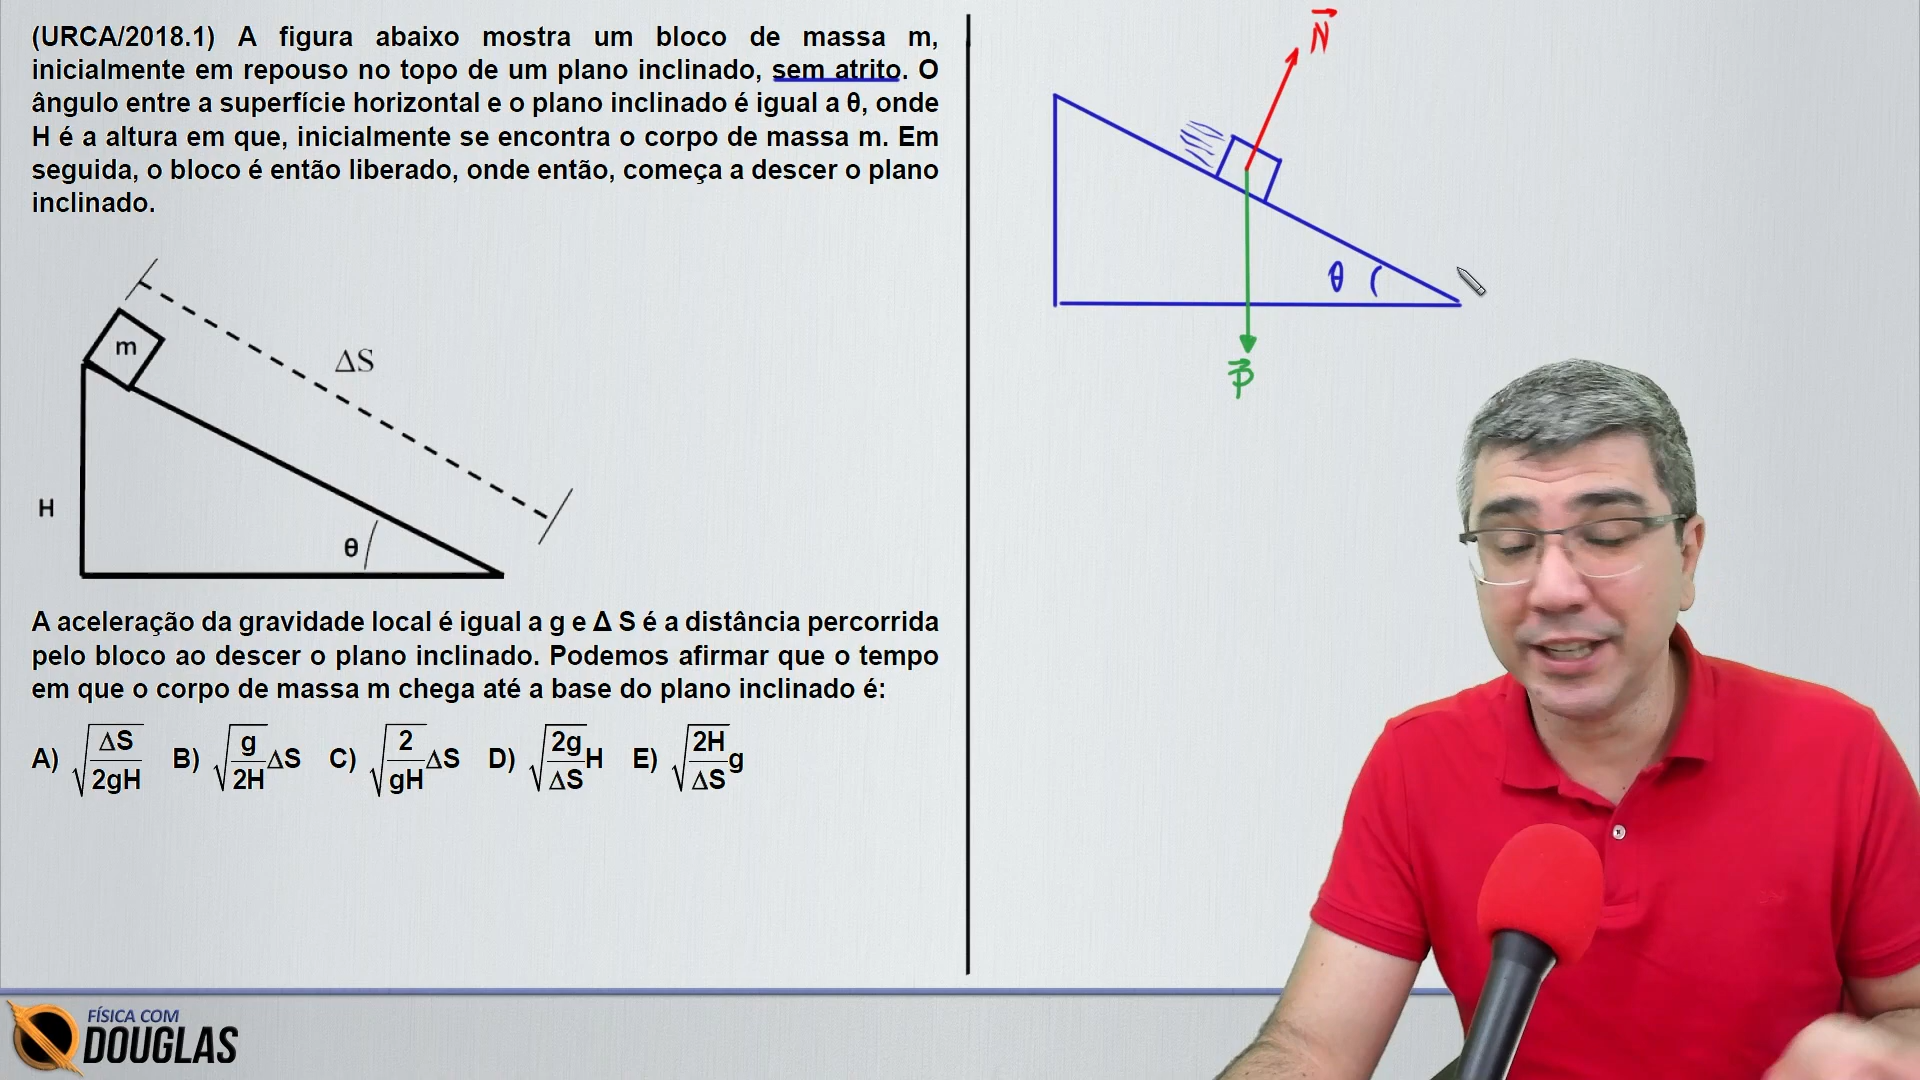 (URCA/2018.1) A figura abaixo mostra um bloco de massa m,
inicialmente em repouso no topo de um plano inclinado, sem atrito. O
ângulo entre a superfície horizontal e o plano inclinado é igual a θ, onde
H é a altura em que, inicialmente se encontra o corpo de massa m. Em
seguida, o bloco é então liberado, onde então, começa a descer o plano
inclinado.
m
ΔS
H
θ
A aceleração da gravidade local é igual a g e Δ S é a distância percorrida
pelo bloco ao descer o plano inclinado. Podemos afirmar que o tempo
em que o corpo de massa m chega até a base do plano inclinado é:
A) √(ΔS/2gH) B) √(g/2H) ΔS C) √(2/gH) ΔS D) √(2g/ΔS) H E) √(2H/ΔS) g
N⃗
θ
P⃗
FÍSICA COM
DOUGLAS